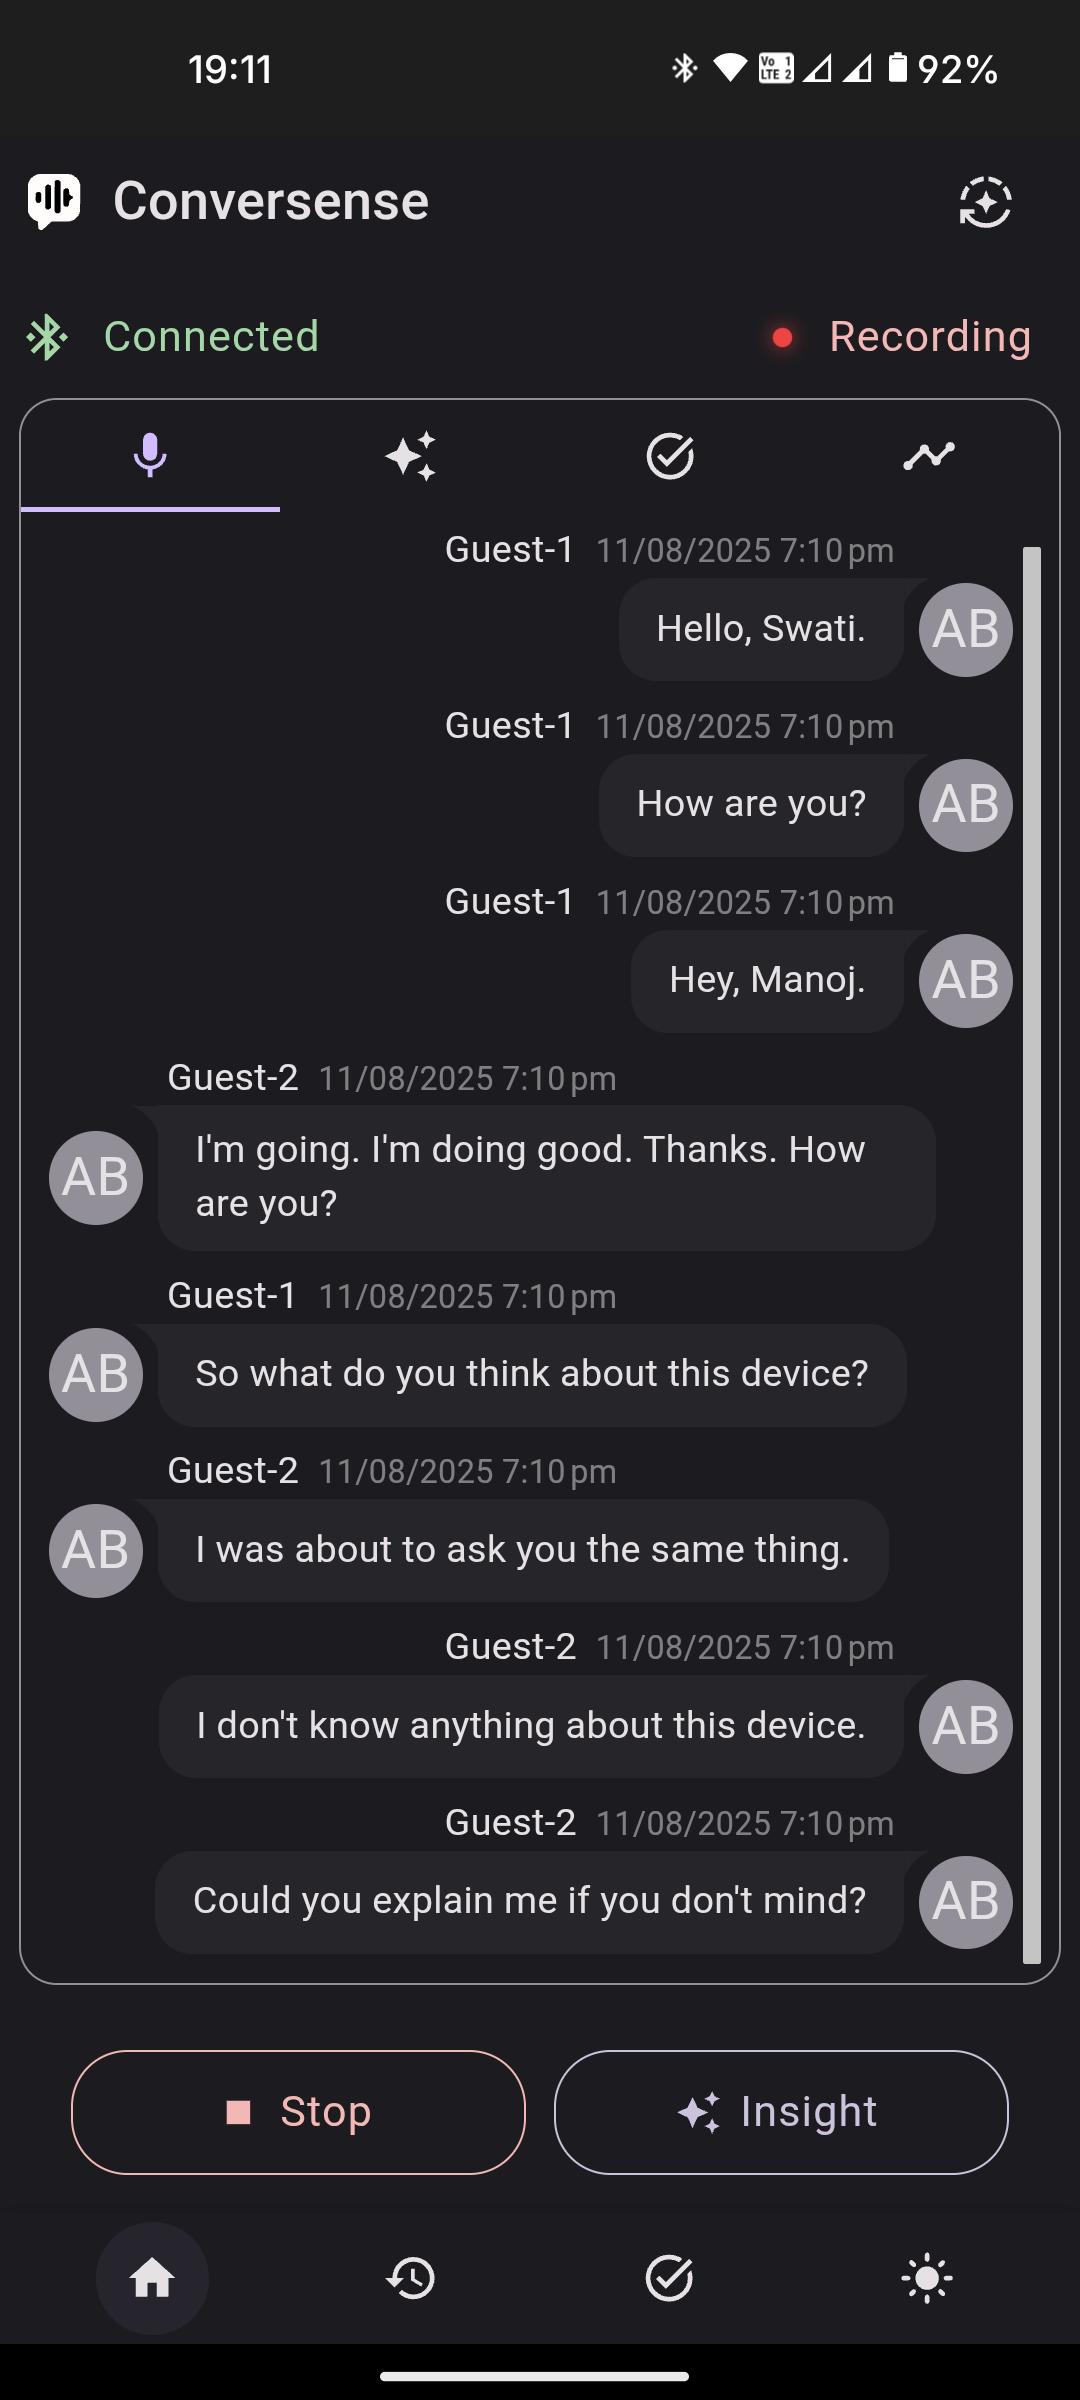 19:11
Vo 1
LTE 2
92%
Conversense
Connected
Recording
Guest-1 11/08/2025 7:10 pm
Hello, Swati.
AB
Guest-1 11/08/2025 7:10 pm
How are you?
AB
Guest-1 11/08/2025 7:10 pm
Hey, Manoj.
AB
Guest-2 11/08/2025 7:10 pm
AB
I'm going. I'm doing good. Thanks. How
are you?
Guest-1 11/08/2025 7:10 pm
AB
So what do you think about this device?
Guest-2 11/08/2025 7:10 pm
AB
I was about to ask you the same thing.
Guest-2 11/08/2025 7:10 pm
I don't know anything about this device.
AB
Guest-2 11/08/2025 7:10 pm
Could you explain me if you don't mind?
AB
Stop
Insight